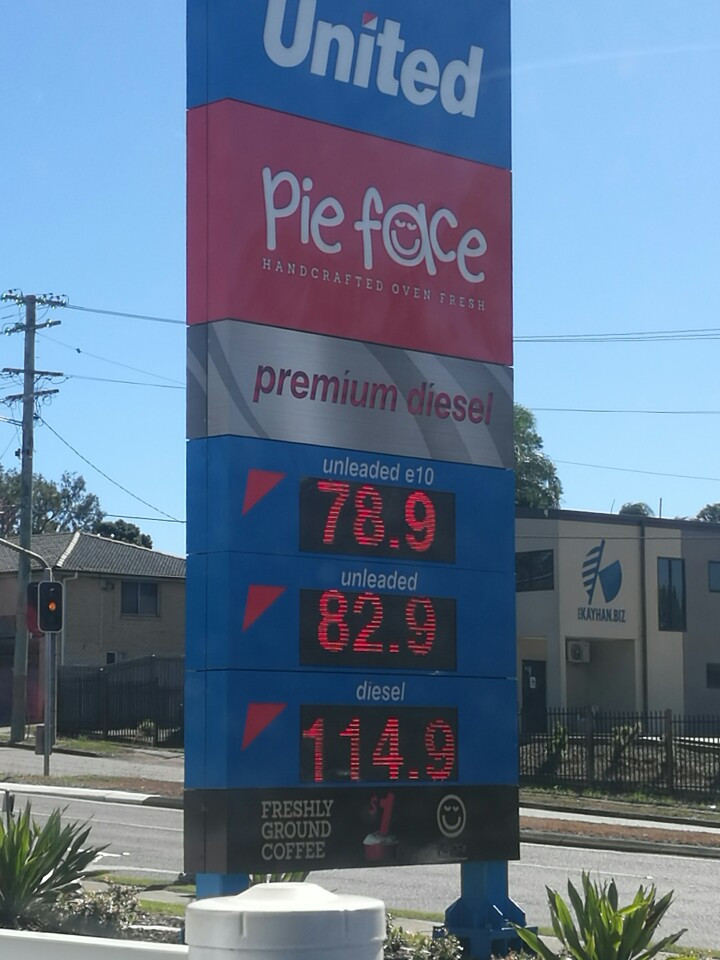 United
pie face
HANDCRAFTED OVEN FRESH
premium diesel
unleaded e10
78.9
unleaded
82.9
diesel
114.9
FRESHLY
GROUND
COFFEE
$1
KAYHAN.BIZ